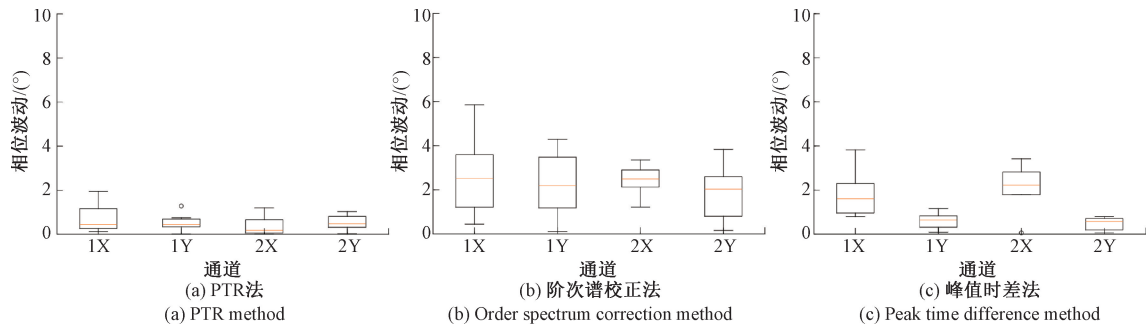 10
8
6
4
2
0
相位波动/(°)
1X 1Y 2X 2Y
通道
(a) PTR法
(a) PTR method
10
8
6
4
2
0
相位波动/(°)
1X 1Y 2X 2Y
通道
(b) 阶次谱校正法
(b) Order spectrum correction method
10
8
6
4
2
0
相位波动/(°)
1X 1Y 2X 2Y
通道
(c) 峰值时差法
(c) Peak time difference method